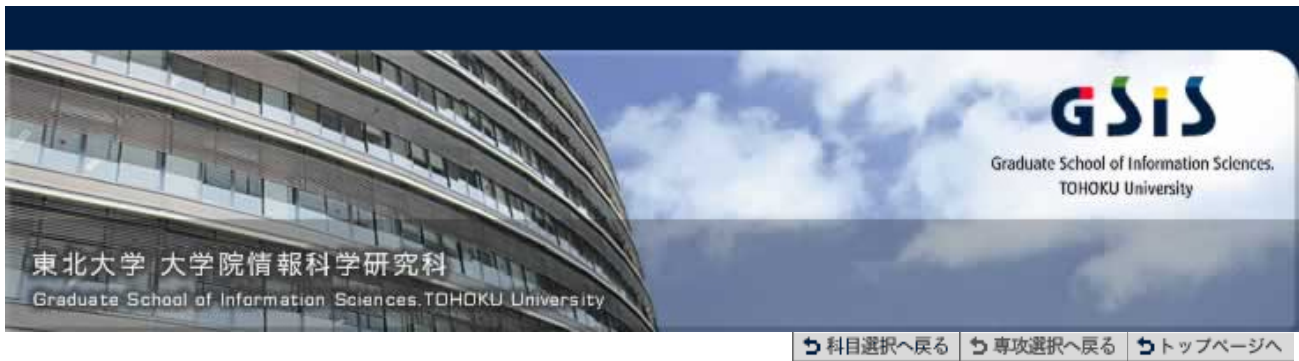 GSiS
Graduate School of Information Sciences.
TOHOKU University
東北大学 大学院情報科学研究科
Graduate School of Information Sciences.TOHOKU University
科目選択へ戻る
専攻選択へ戻る
トップページへ